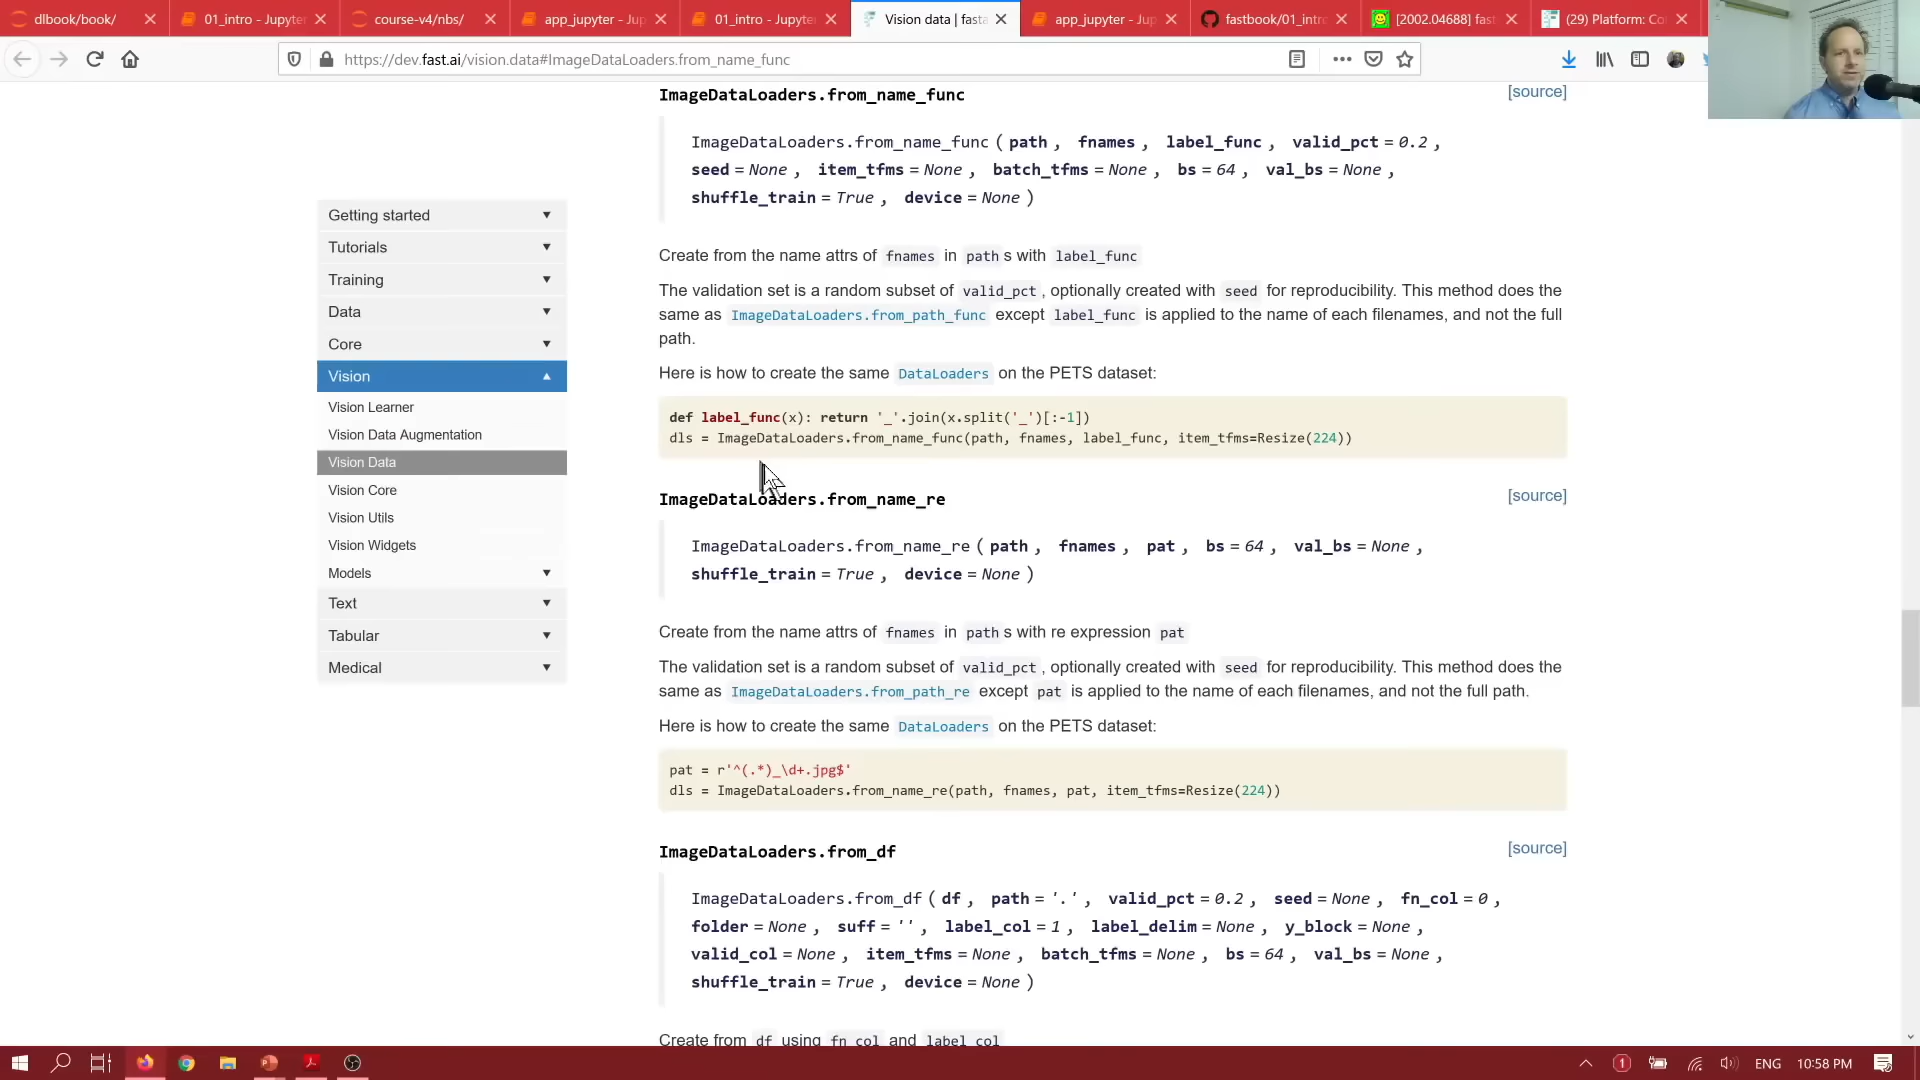 dlbook/book/
01_intro - Jupyte
course-v4/nbs/
app_jupyter - Jup
01_intro - Jupyte
Vision data | fasta
app_jupyter - Jup
fastbook/01_intr
[2002.04688] fast
(29) Platform: Co
https://dev.fast.ai/vision.data#ImageDataLoaders.from_name_func
Getting started
Tutorials
Training
Data
Core
Vision
Vision Learner
Vision Data Augmentation
Vision Data
Vision Core
Vision Utils
Vision Widgets
Models
Text
Tabular
Medical
ImageDataLoaders.from_name_func [source]
ImageDataLoaders.from_name_func ( path , fnames , label_func , valid_pct = 0.2 ,
seed = None , item_tfms = None , batch_tfms = None , bs = 64 , val_bs = None ,
shuffle_train = True , device = None )
Create from the name attrs of fnames in path s with label_func
The validation set is a random subset of valid_pct , optionally created with seed for reproducibility. This method does the
same as ImageDataLoaders.from_path_func except label_func is applied to the name of each filenames, and not the full
path.
Here is how to create the same DataLoaders on the PETS dataset:
def label_func(x): return '_'.join(x.split('_')[:-1])
dls = ImageDataLoaders.from_name_func(path, fnames, label_func, item_tfms=Resize(224))
ImageDataLoaders.from_name_re [source]
ImageDataLoaders.from_name_re ( path , fnames , pat , bs = 64 , val_bs = None ,
shuffle_train = True , device = None )
Create from the name attrs of fnames in path s with re expression pat
The validation set is a random subset of valid_pct , optionally created with seed for reproducibility. This method does the
same as ImageDataLoaders.from_path_re except pat is applied to the name of each filenames, and not the full path.
Here is how to create the same DataLoaders on the PETS dataset:
pat = r'^(.*)_\d+.jpg$'
dls = ImageDataLoaders.from_name_re(path, fnames, pat, item_tfms=Resize(224))
ImageDataLoaders.from_df [source]
ImageDataLoaders.from_df ( df , path = '.' , valid_pct = 0.2 , seed = None , fn_col = 0 ,
folder = None , suff = '' , label_col = 1 , label_delim = None , y_block = None ,
valid_col = None , item_tfms = None , batch_tfms = None , bs = 64 , val_bs = None ,
shuffle_train = True , device = None )
Create from df using fn_col and label_col
1 ENG 10:58 PM